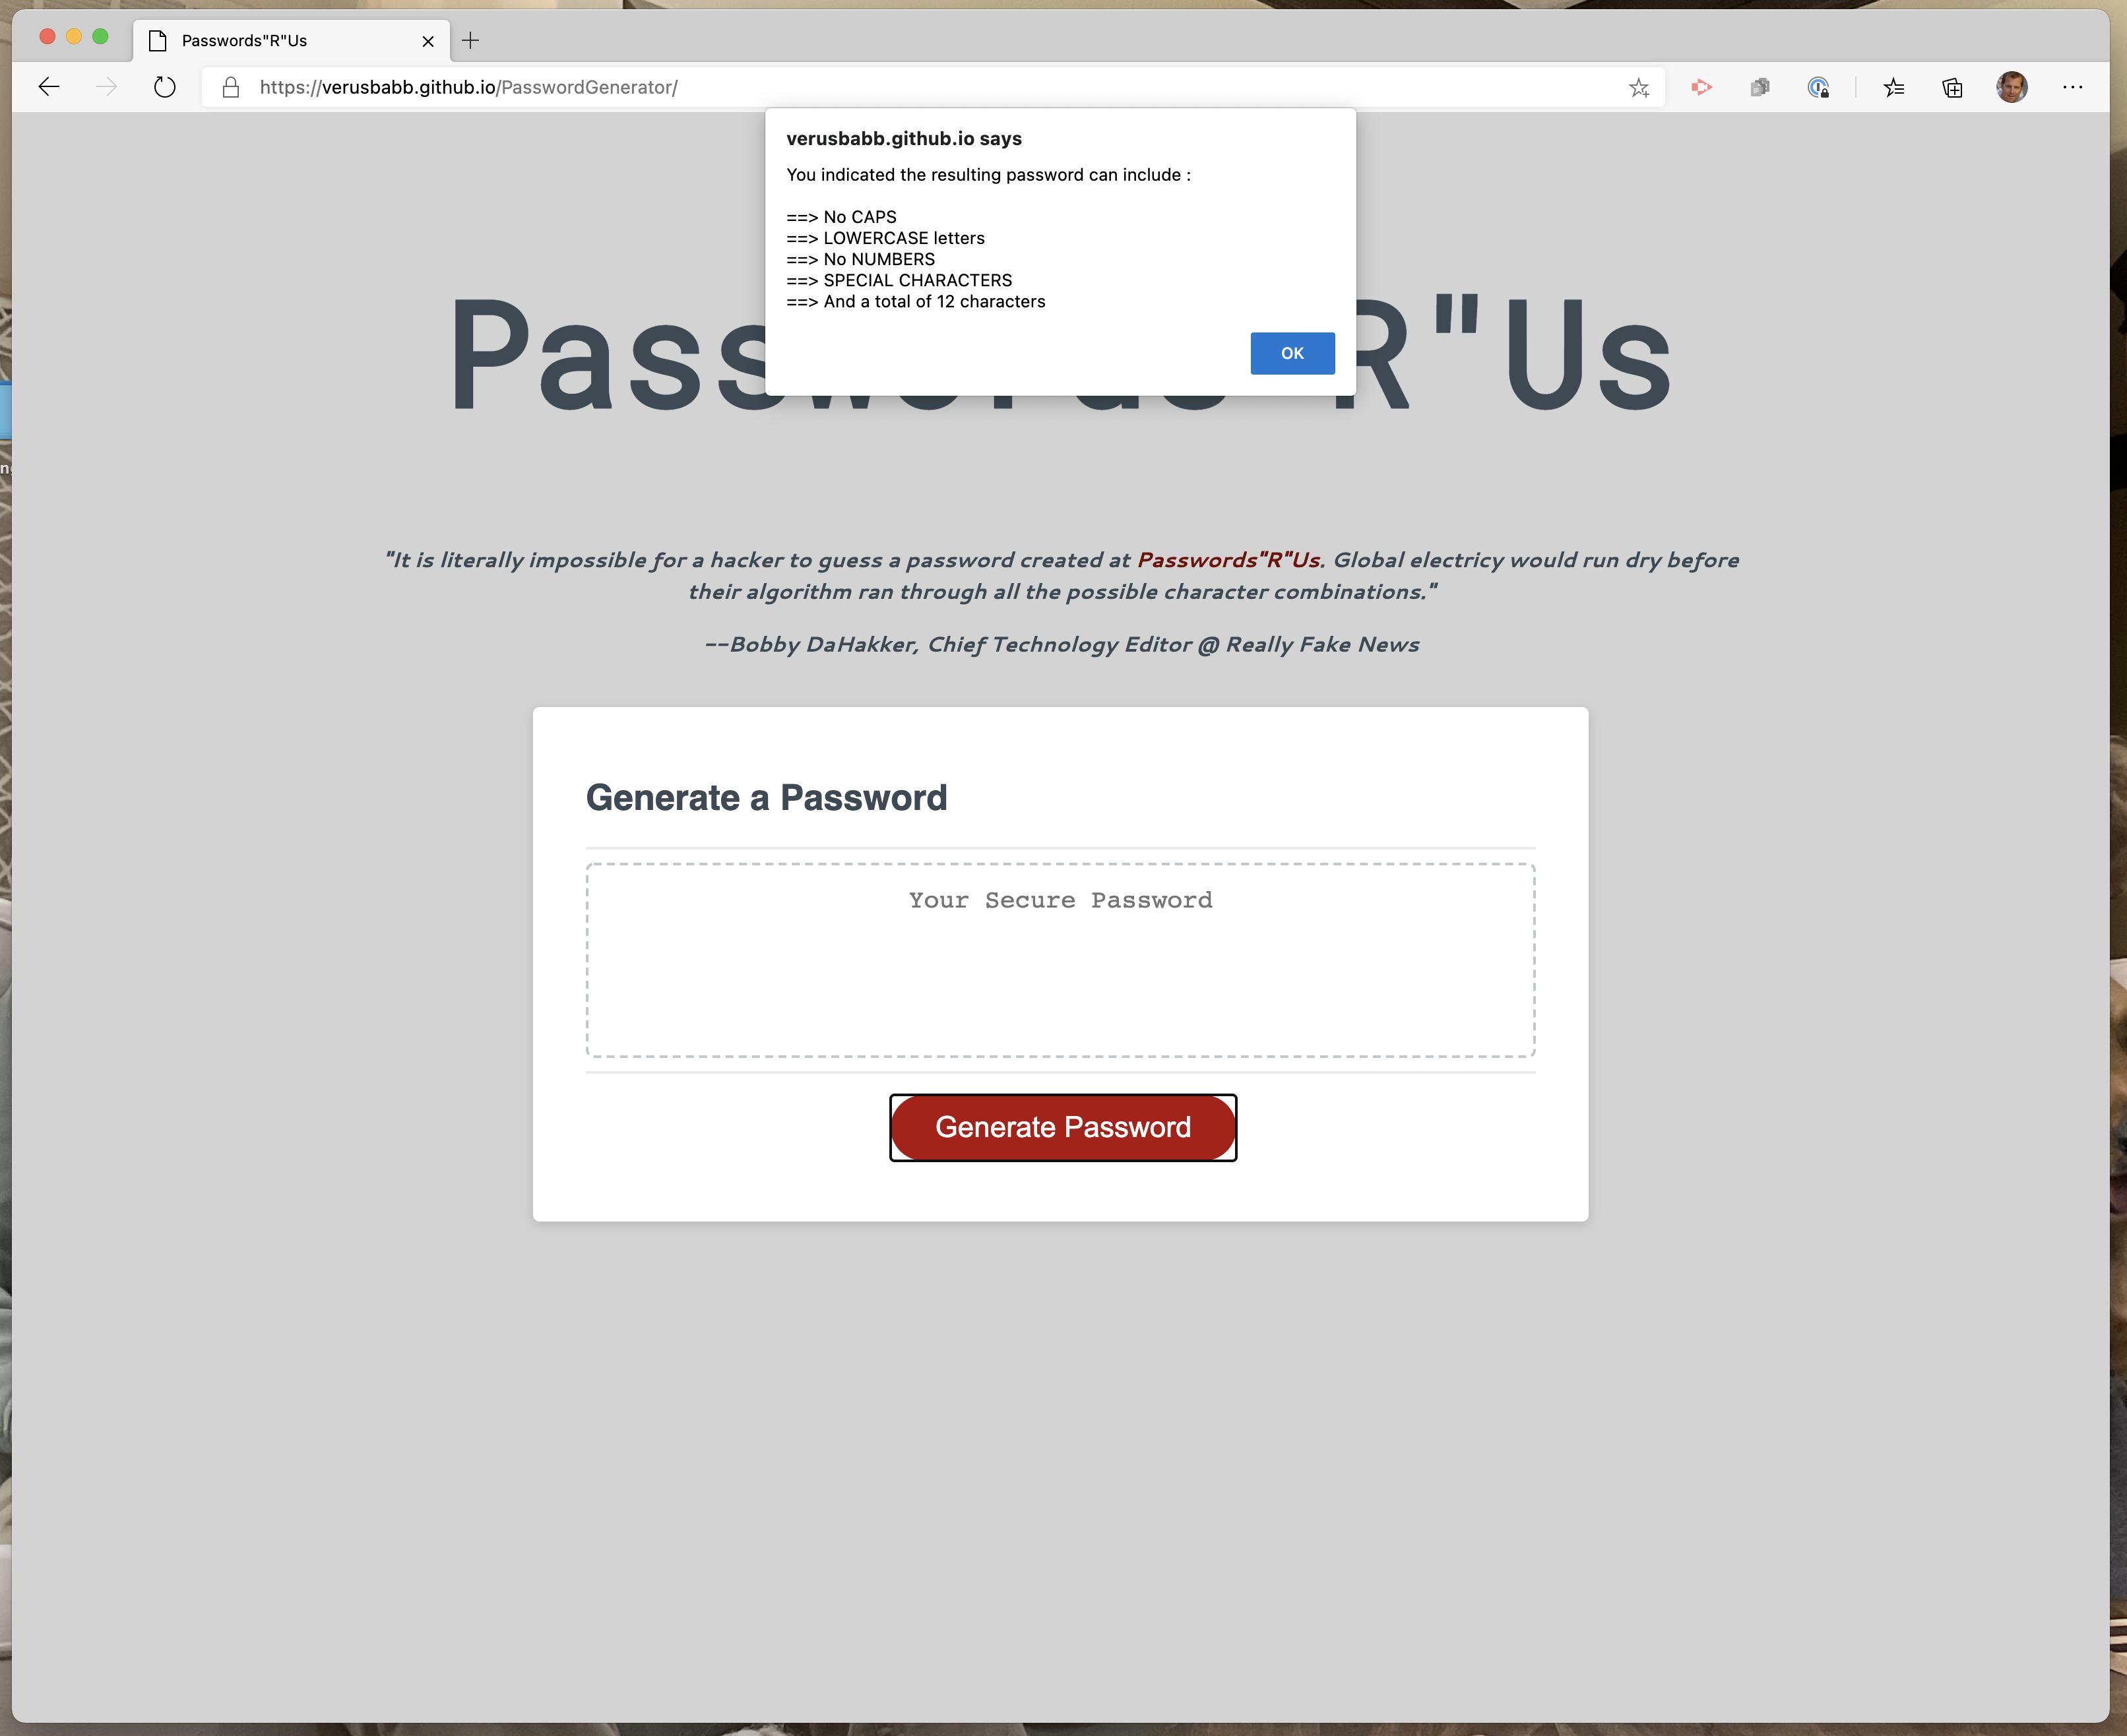 Passwords"R"Us
https://verusbabb.github.io/PasswordGenerator/
verusbabb.github.io says
You indicated the resulting password can include :
==> No CAPS
==> LOWERCASE letters
==> No NUMBERS
==> SPECIAL CHARACTERS
==> And a total of 12 characters
OK
"It is literally impossible for a hacker to guess a password created at Passwords"R"Us. Global electricy would run dry before
their algorithm ran through all the possible character combinations."
--Bobby DaHakker, Chief Technology Editor @ Really Fake News
Generate a Password
Your Secure Password
Generate Password